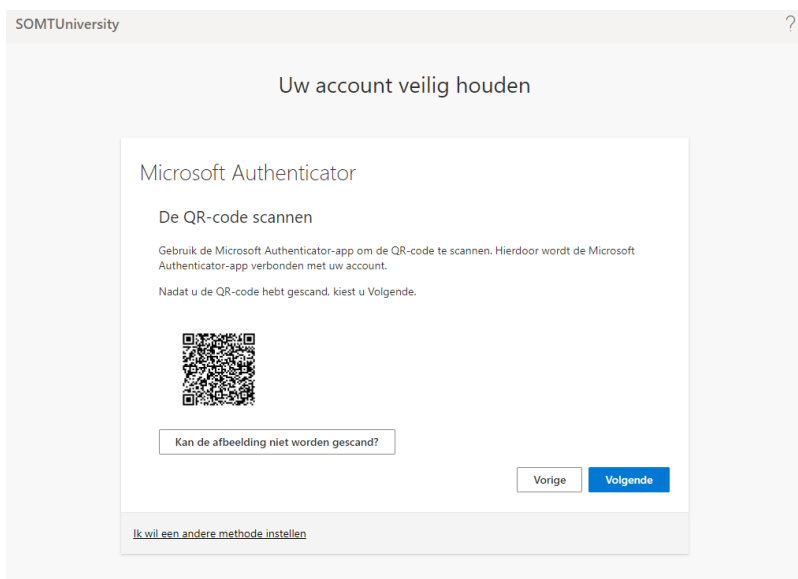 SOMTUniversity
?
Uw account veilig houden
Microsoft Authenticator
De QR-code scannen
Gebruik de Microsoft Authenticator-app om de QR-code te scannen. Hierdoor wordt de Microsoft
Authenticator-app verbonden met uw account.
Nadat u de QR-code hebt gescand, kiest u Volgende.
Kan de afbeelding niet worden gescand?
Vorige
Volgende
Ik wil een andere methode instellen